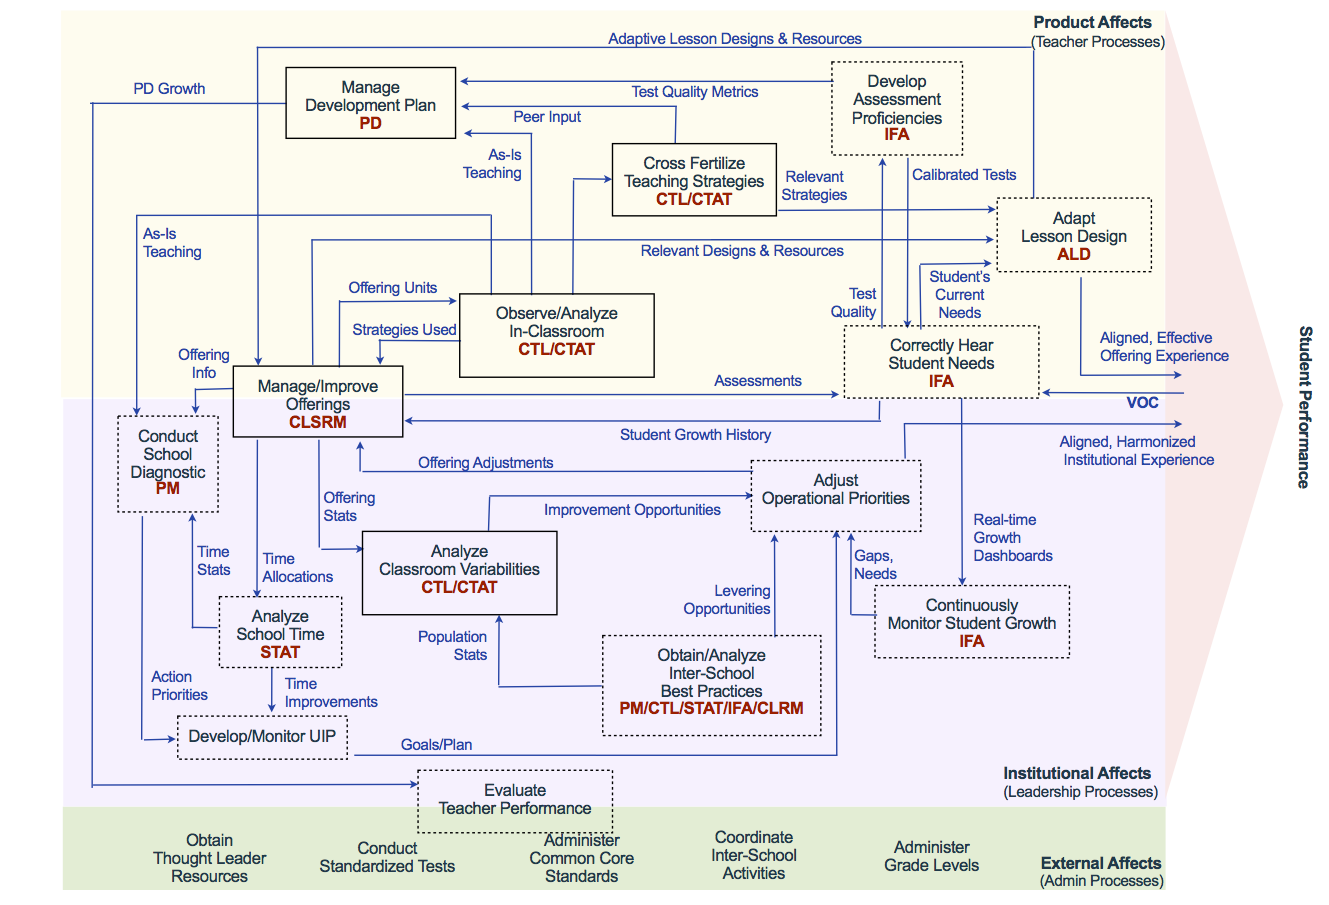 Product Affects
(Teacher Processes)
Adaptive Lesson Designs & Resources
PD Growth
Manage
Development Plan
PD
Test Quality Metrics
Peer Input
As-Is
Teaching
Develop
Assessment
Proficiencies
IFA
Cross Fertilize
Teaching Strategies
CTL/CTAT
Relevant
Strategies
Calibrated Tests
Adapt
Lesson Design
ALD
As-Is
Teaching
Relevant Designs & Resources
Offering Units
Strategies Used
Observe/Analyze
In-Classroom
CTL/CTAT
Test
Quality
Student's
Current
Needs
Correctly Hear
Student Needs
IFA
Aligned, Effective
Offering Experience
VOC
Aligned, Harmonized
Institutional Experience
Student Performance
Offering
Info
Manage/Improve
Offerings
CLSRM
Assessments
Student Growth History
Conduct
School
Diagnostic
PM
Offering Adjustments
Adjust
Operational Priorities
Offering
Stats
Improvement Opportunities
Time
Stats
Time
Allocations
Analyze
Classroom Variabilities
CTL/CTAT
Real-time
Growth
Dashboards
Gaps,
Needs
Levering
Opportunities
Continuously
Monitor Student Growth
IFA
Analyze
School Time
STAT
Population
Stats
Obtain/Analyze
Inter-School
Best Practices
PM/CTL/STAT/IFA/CLRM
Action
Priorities
Time
Improvements
Develop/Monitor UIP
Goals/Plan
Evaluate
Teacher Performance
Institutional Affects
(Leadership Processes)
Obtain
Thought Leader
Resources
Conduct
Standardized Tests
Administer
Common Core
Standards
Coordinate
Inter-School
Activities
Administer
Grade Levels
External Affects
(Admin Processes)